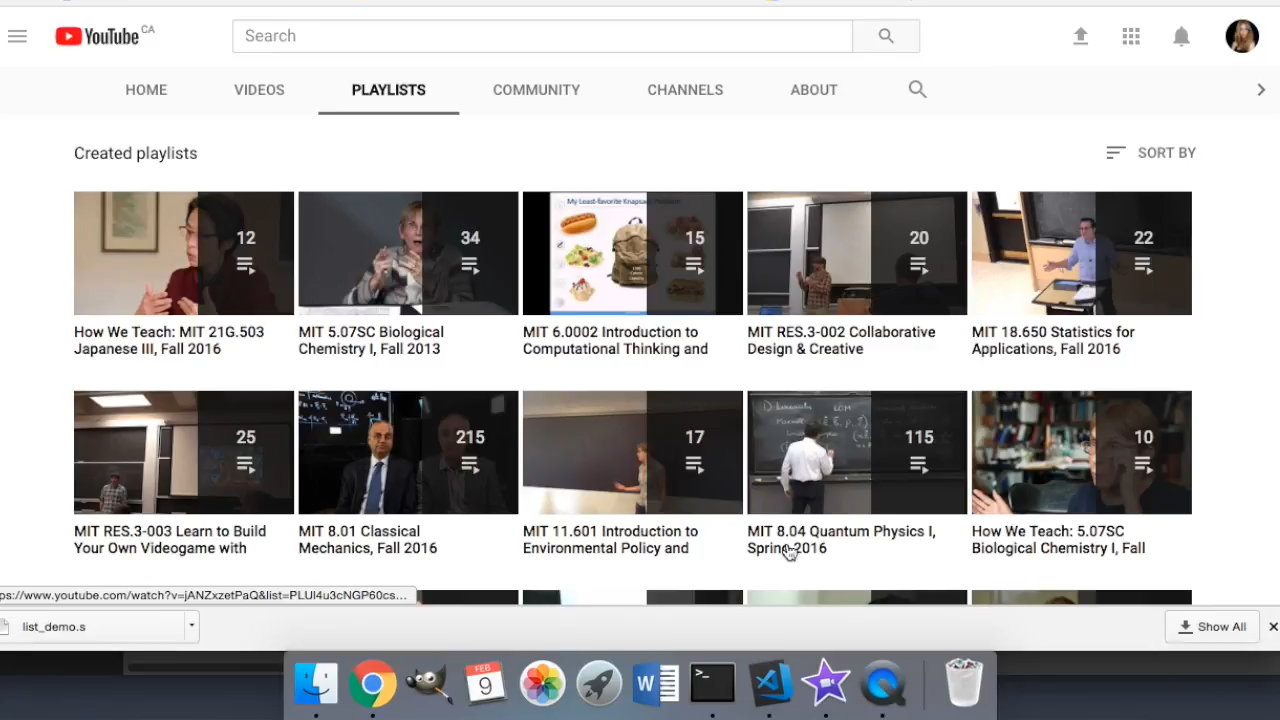 YouTube CA
Search
HOME VIDEOS PLAYLISTS COMMUNITY CHANNELS ABOUT
Created playlists
SORT BY
12
34
My Least-favorite Knapsack Problem
15
20
22
How We Teach: MIT 21G.503
Japanese III, Fall 2016
MIT 5.07SC Biological
Chemistry I, Fall 2013
MIT 6.0002 Introduction to
Computational Thinking and
MIT RES.3-002 Collaborative
Design & Creative
MIT 18.650 Statistics for
Applications, Fall 2016
25
215
17
115
10
MIT RES.3-003 Learn to Build
Your Own Videogame with
MIT 8.01 Classical
Mechanics, Fall 2016
MIT 11.601 Introduction to
Environmental Policy and
MIT 8.04 Quantum Physics I,
Spring 2016
How We Teach: 5.07SC
Biological Chemistry I, Fall
ps://www.youtube.com/watch?v=jANZxzetPaQ&list=PLUl4u3cNGP60cs...
list_demo.s
Show All
FEB
9
W